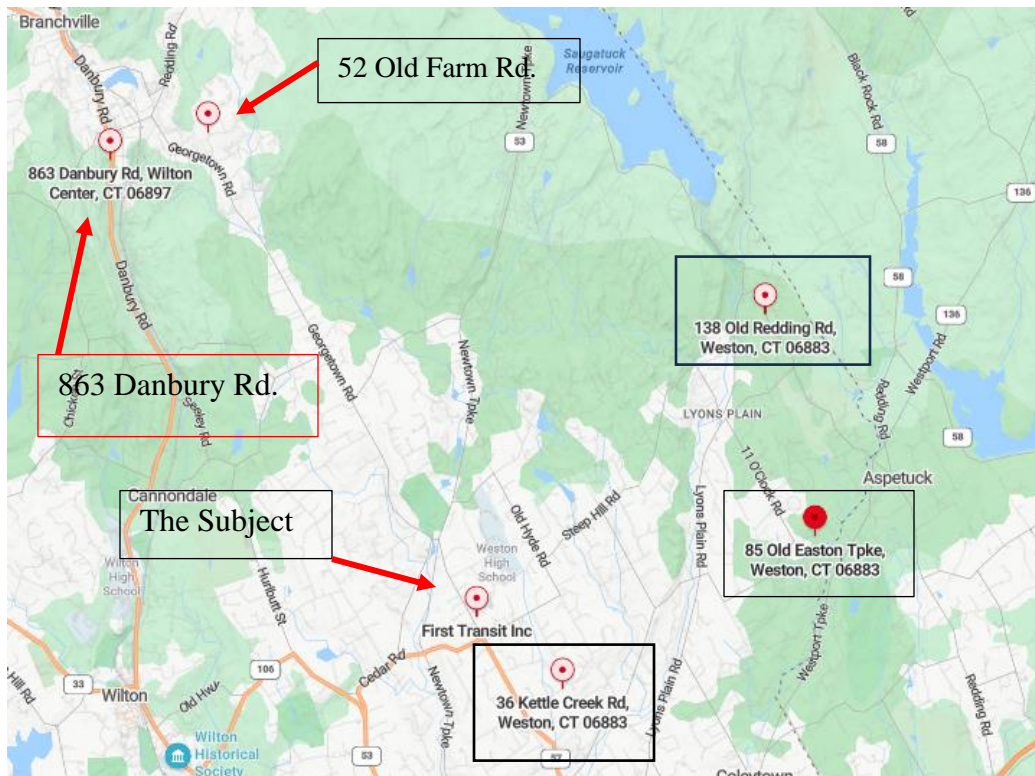 Branchville
Redding Rd
Danbury Rd
52 Old Farm Rd.
Saugatuck
Reservoir
Newtown Tpke
53
Black Rock Rd
58
Rd
136
863 Danbury Rd, Wilton
Center, CT 06897
Georgetown Rd
Danbury Rd
58
136
138 Old Redding Rd,
Weston, CT 06883
Georgetown Rd
Newtown Tpke
Redding Rd
Westport Rd
863 Danbury Rd.
Seeley Rd
LYONS PLAIN
58
11 O'Clock Rd
Aspetuck
Cannondale
The Subject
Old Hyde Rd
Steep Hill Rd
Lyons Plain Rd
85 Old Easton Tpke,
Weston, CT 06883
Wilton
High
School
Weston
High
School
Hurlbutt St
First Transit Inc
Westport Tpke
Cedar Rd
Newtown Tpke
36 Kettle Creek Rd,
Weston, CT 06883
Lyons Plain Rd
Redding Rd
106
33
Hill Rd
Wilton
Old Hwy
53
57
Wilton
Historical
Society
Coleytown